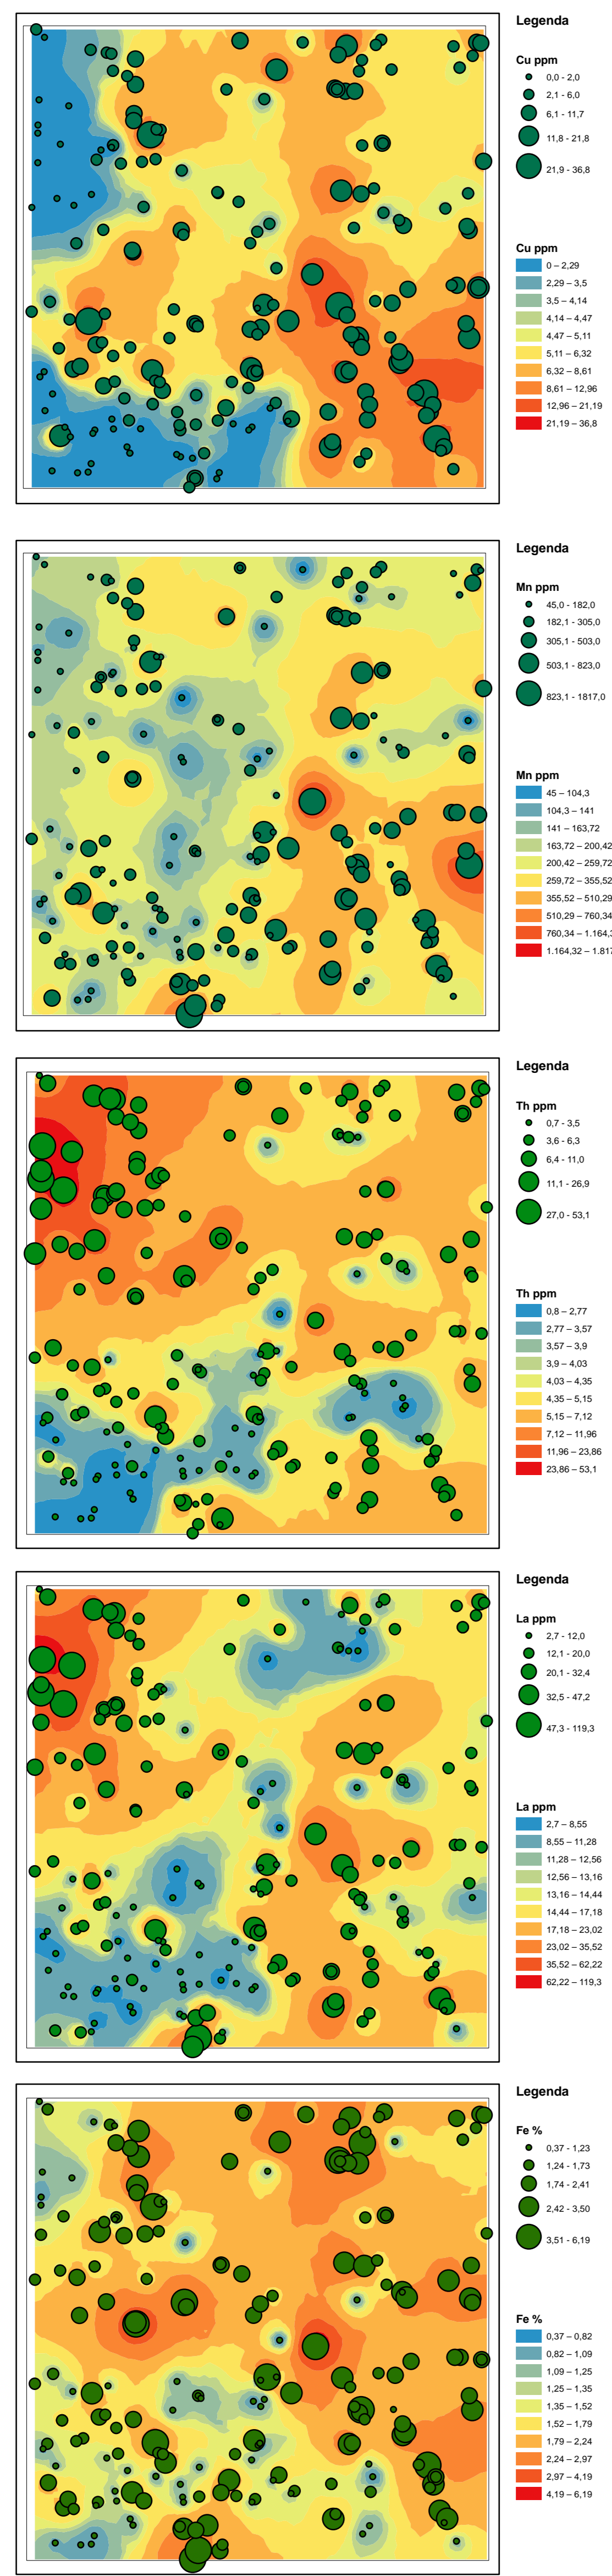 Legenda
Cu ppm
0,0 - 2,0
2,1 - 6,0
6,1 - 11,7
11,8 - 21,8
21,9 - 36,8
Cu ppm
0 – 2,29
2,29 – 3,5
3,5 – 4,14
4,14 – 4,47
4,47 – 5,11
5,11 – 6,32
6,32 – 8,61
8,61 – 12,96
12,96 – 21,19
21,19 – 36,8
Legenda
Mn ppm
45,0 - 182,0
182,1 - 305,0
305,1 - 503,0
503,1 - 823,0
823,1 - 1817,0
Mn ppm
45 – 104,3
104,3 – 141
141 – 163,72
163,72 – 200,42
200,42 – 259,72
259,72 – 355,52
355,52 – 510,29
510,29 – 760,34
760,34 – 1.164,
1.164,32 – 1.817
Legenda
Th ppm
0,7 - 3,5
3,6 - 6,3
6,4 - 11,0
11,1 - 26,9
27,0 - 53,1
Th ppm
0,8 – 2,77
2,77 – 3,57
3,57 – 3,9
3,9 – 4,03
4,03 – 4,35
4,35 – 5,15
5,15 – 7,12
7,12 – 11,96
11,96 – 23,86
23,86 – 53,1
Legenda
La ppm
2,7 - 12,0
12,1 - 20,0
20,1 - 32,4
32,5 - 47,2
47,3 - 119,3
La ppm
2,7 – 8,55
8,55 – 11,28
11,28 – 12,56
12,56 – 13,16
13,16 – 14,44
14,44 – 17,18
17,18 – 23,02
23,02 – 35,52
35,52 – 62,22
62,22 – 119,3
Legenda
Fe %
0,37 - 1,23
1,24 - 1,73
1,74 - 2,41
2,42 - 3,50
3,51 - 6,19
Fe %
0,37 – 0,82
0,82 – 1,09
1,09 – 1,25
1,25 – 1,35
1,35 – 1,52
1,52 – 1,79
1,79 – 2,24
2,24 – 2,97
2,97 – 4,19
4,19 – 6,19